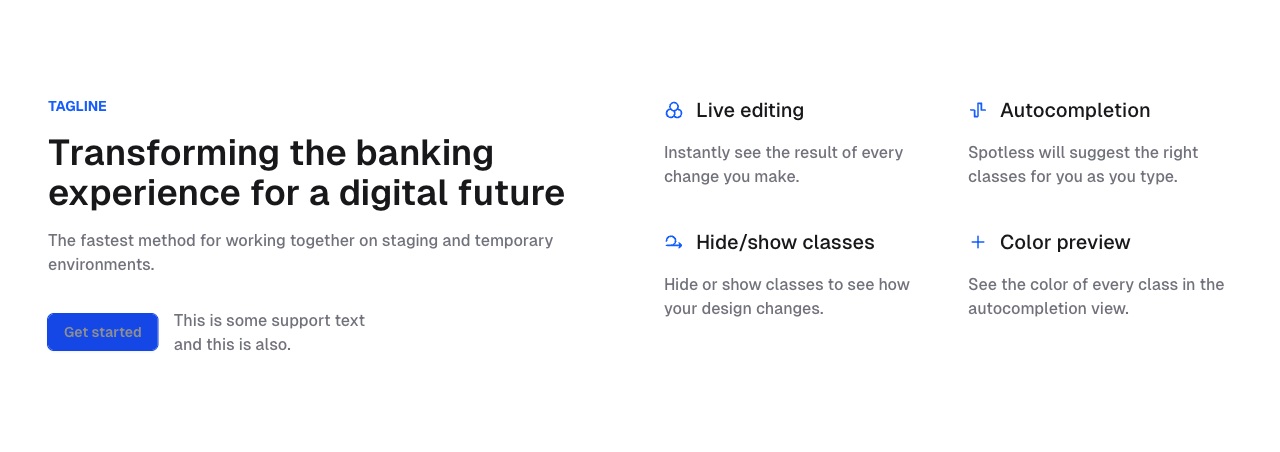 TAGLINE
Transforming the banking
experience for a digital future
The fastest method for working together on staging and temporary
environments.
Get started
This is some support text
and this is also.
Live editing
Instantly see the result of every
change you make.
Autocompletion
Spotless will suggest the right
classes for you as you type.
Hide/show classes
Hide or show classes to see how
your design changes.
Color preview
See the color of every class in the
autocompletion view.